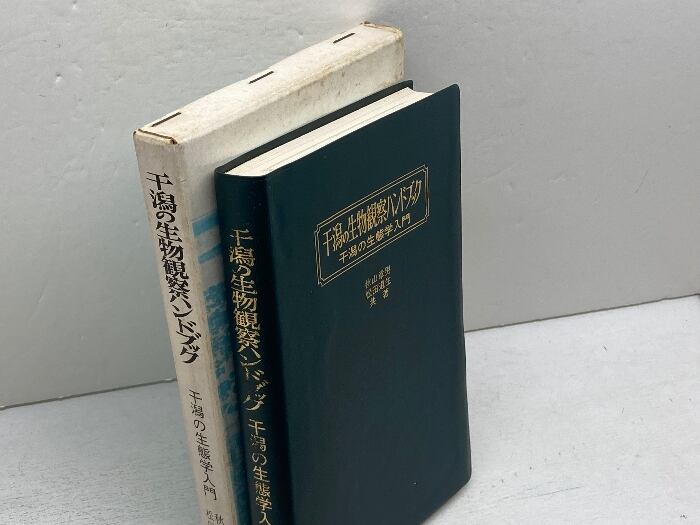 干潟の生物観察ハンドブック
干潟の生態学入門
秋
松
干潟の生物観察ハンドブック
干潟の生態学入
干潟の生物観察ハンドブック
干潟の生態学入門
秋山章男
松田道生
共著